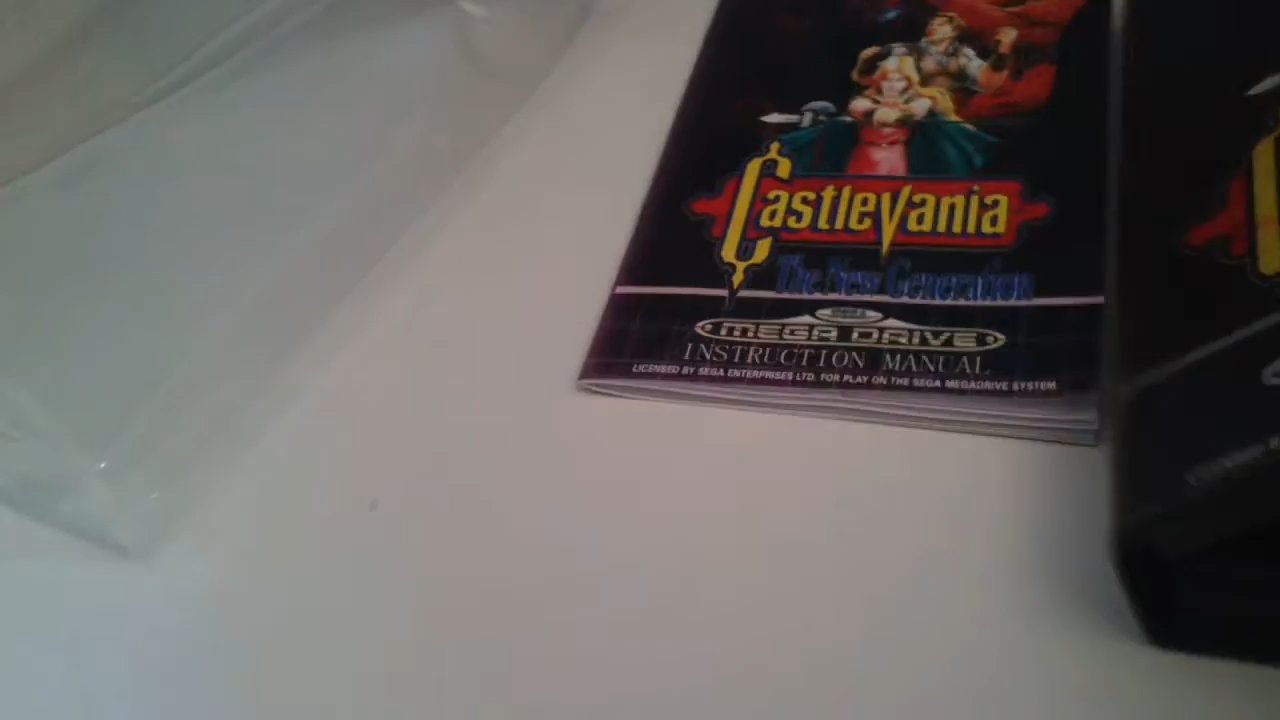 Castlevania
The New Generation
SEGA
MEGA DRIVE
INSTRUCTION MANUAL
LICENSED BY SEGA ENTERPRISES LTD. FOR PLAY ON THE SEGA MEGADRIVE SYSTEM